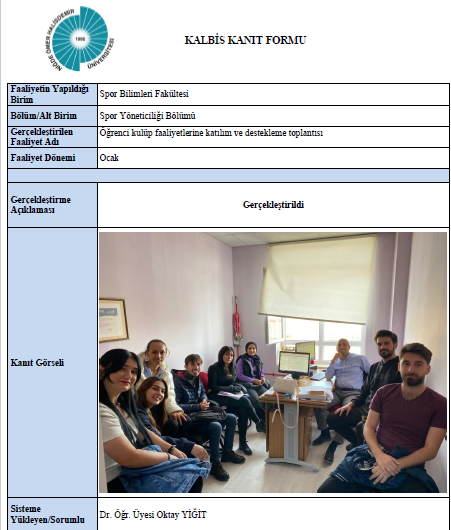 NİĞDE ÖMER HALİSDEMİR ÜNİVERSİTESİ
1992
KALBİS KANIT FORMU
Faaliyetin Yapıldığı
Birim
Spor Bilimleri Fakültesi
Bölüm/Alt Birim
Spor Yöneticiliği Bölümü
Gerçekleştirilen
Faaliyet Adı
Öğrenci kulüp faaliyetlerine katılım ve destekleme toplantısı
Faaliyet Dönemi
Ocak
Gerçekleştirme
Açıklaması
Gerçekleştirildi
Kanıt Görseli
Sisteme
Yükleyen/Sorumlu
Dr. Öğr. Üyesi Oktay YİĞİT